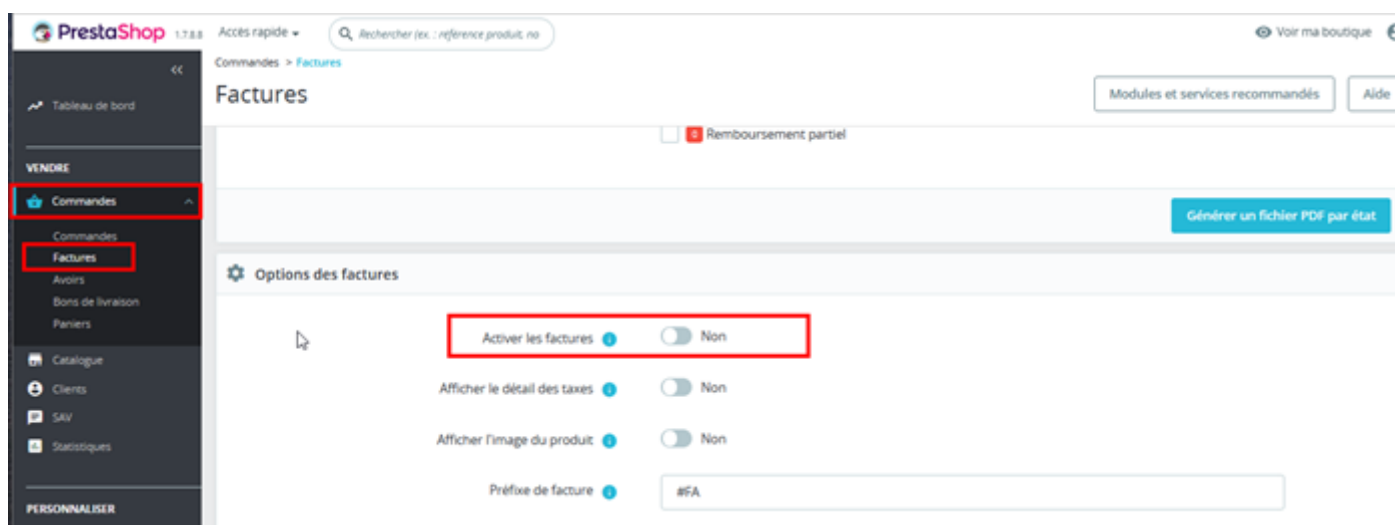 PrestaShop 1.7.8.8 Accès rapide Rechercher (ex. : référence produit, no Voir ma boutique
Commandes > Factures
Factures
Modules et services recommandés Aide
Tableau de bord
VENDRE
Commandes
Commandes
Factures
Avoirs
Bons de livraison
Paniers
Catalogue
Clients
SAV
Statistiques
PERSONNALISER
0 Remboursement partiel
Générer un fichier PDF par état
Options des factures
Activer les factures Non
Afficher le détail des taxes Non
Afficher l'image du produit Non
Préfixe de facture #FA